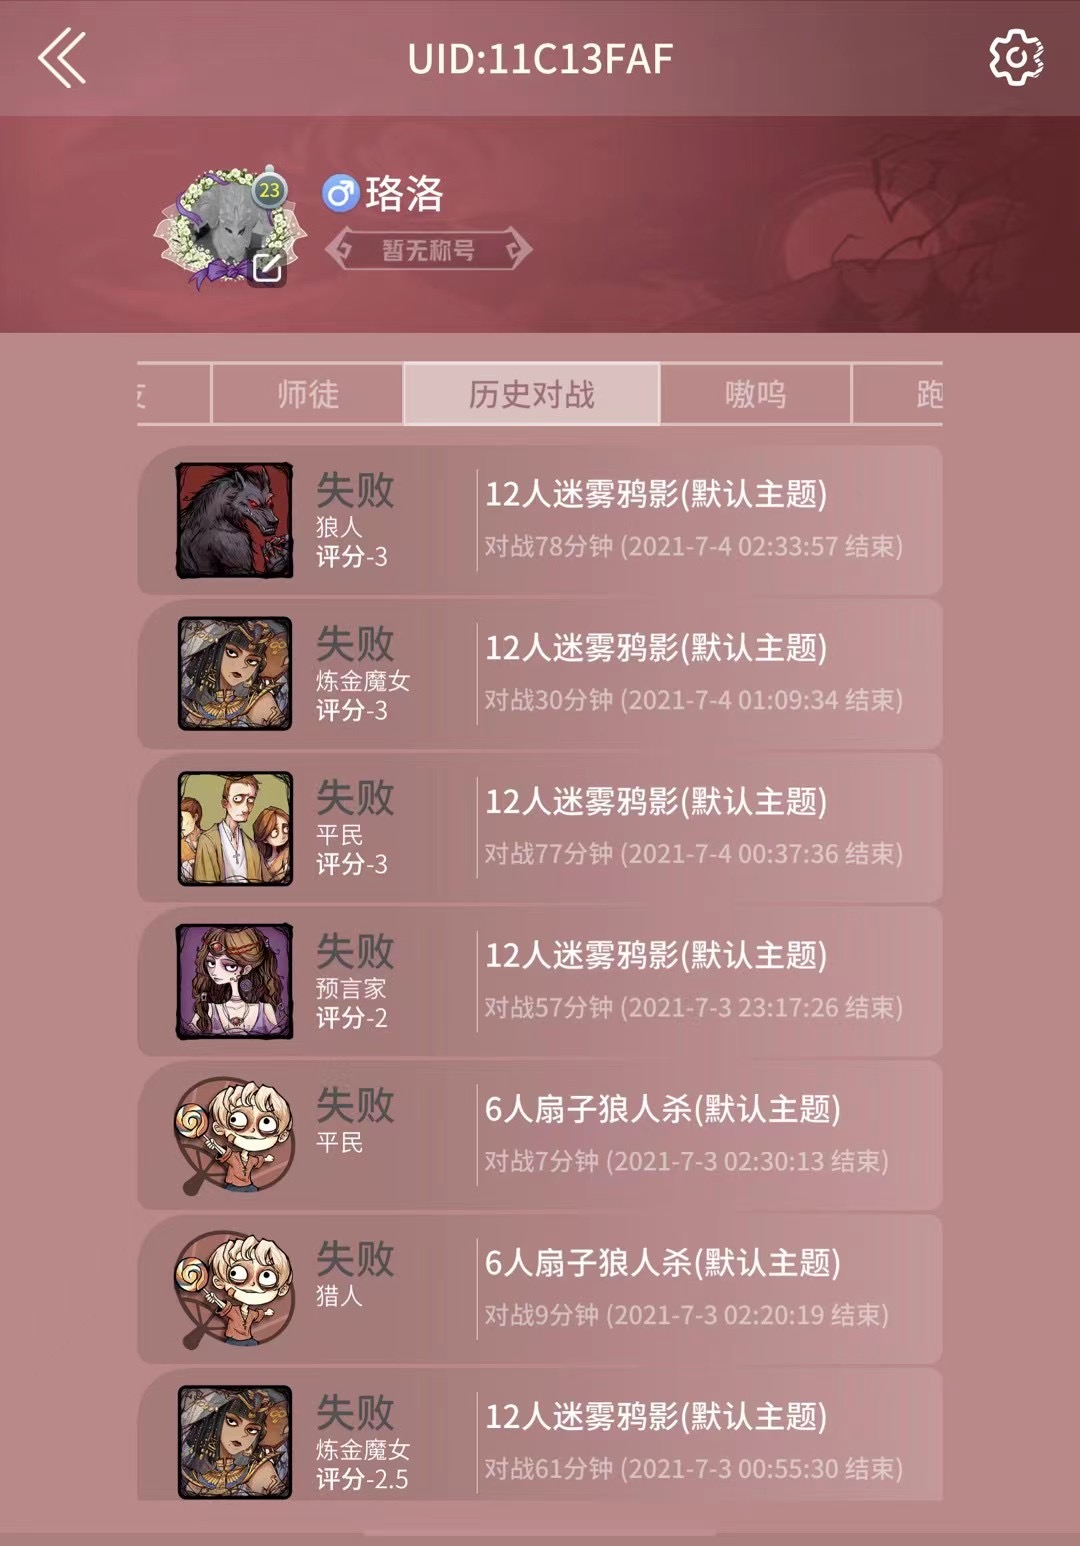 UID:11C13FAF
23
珞洛
暂无称号
师徒
历史对战
嗷呜
跑
失败
狼人
评分-3
12人迷雾鸦影(默认主题)
对战78分钟 (2021-7-4 02:33:57 结束)
失败
炼金魔女
评分-3
12人迷雾鸦影(默认主题)
对战30分钟 (2021-7-4 01:09:34 结束)
失败
平民
评分-3
12人迷雾鸦影(默认主题)
对战77分钟 (2021-7-4 00:37:36 结束)
失败
预言家
评分-2
12人迷雾鸦影(默认主题)
对战57分钟 (2021-7-3 23:17:26 结束)
失败
平民
6人扇子狼人杀(默认主题)
对战7分钟 (2021-7-3 02:30:13 结束)
失败
猎人
6人扇子狼人杀(默认主题)
对战9分钟 (2021-7-3 02:20:19 结束)
失败
炼金魔女
评分-2.5
12人迷雾鸦影(默认主题)
对战61分钟 (2021-7-3 00:55:30 结束)